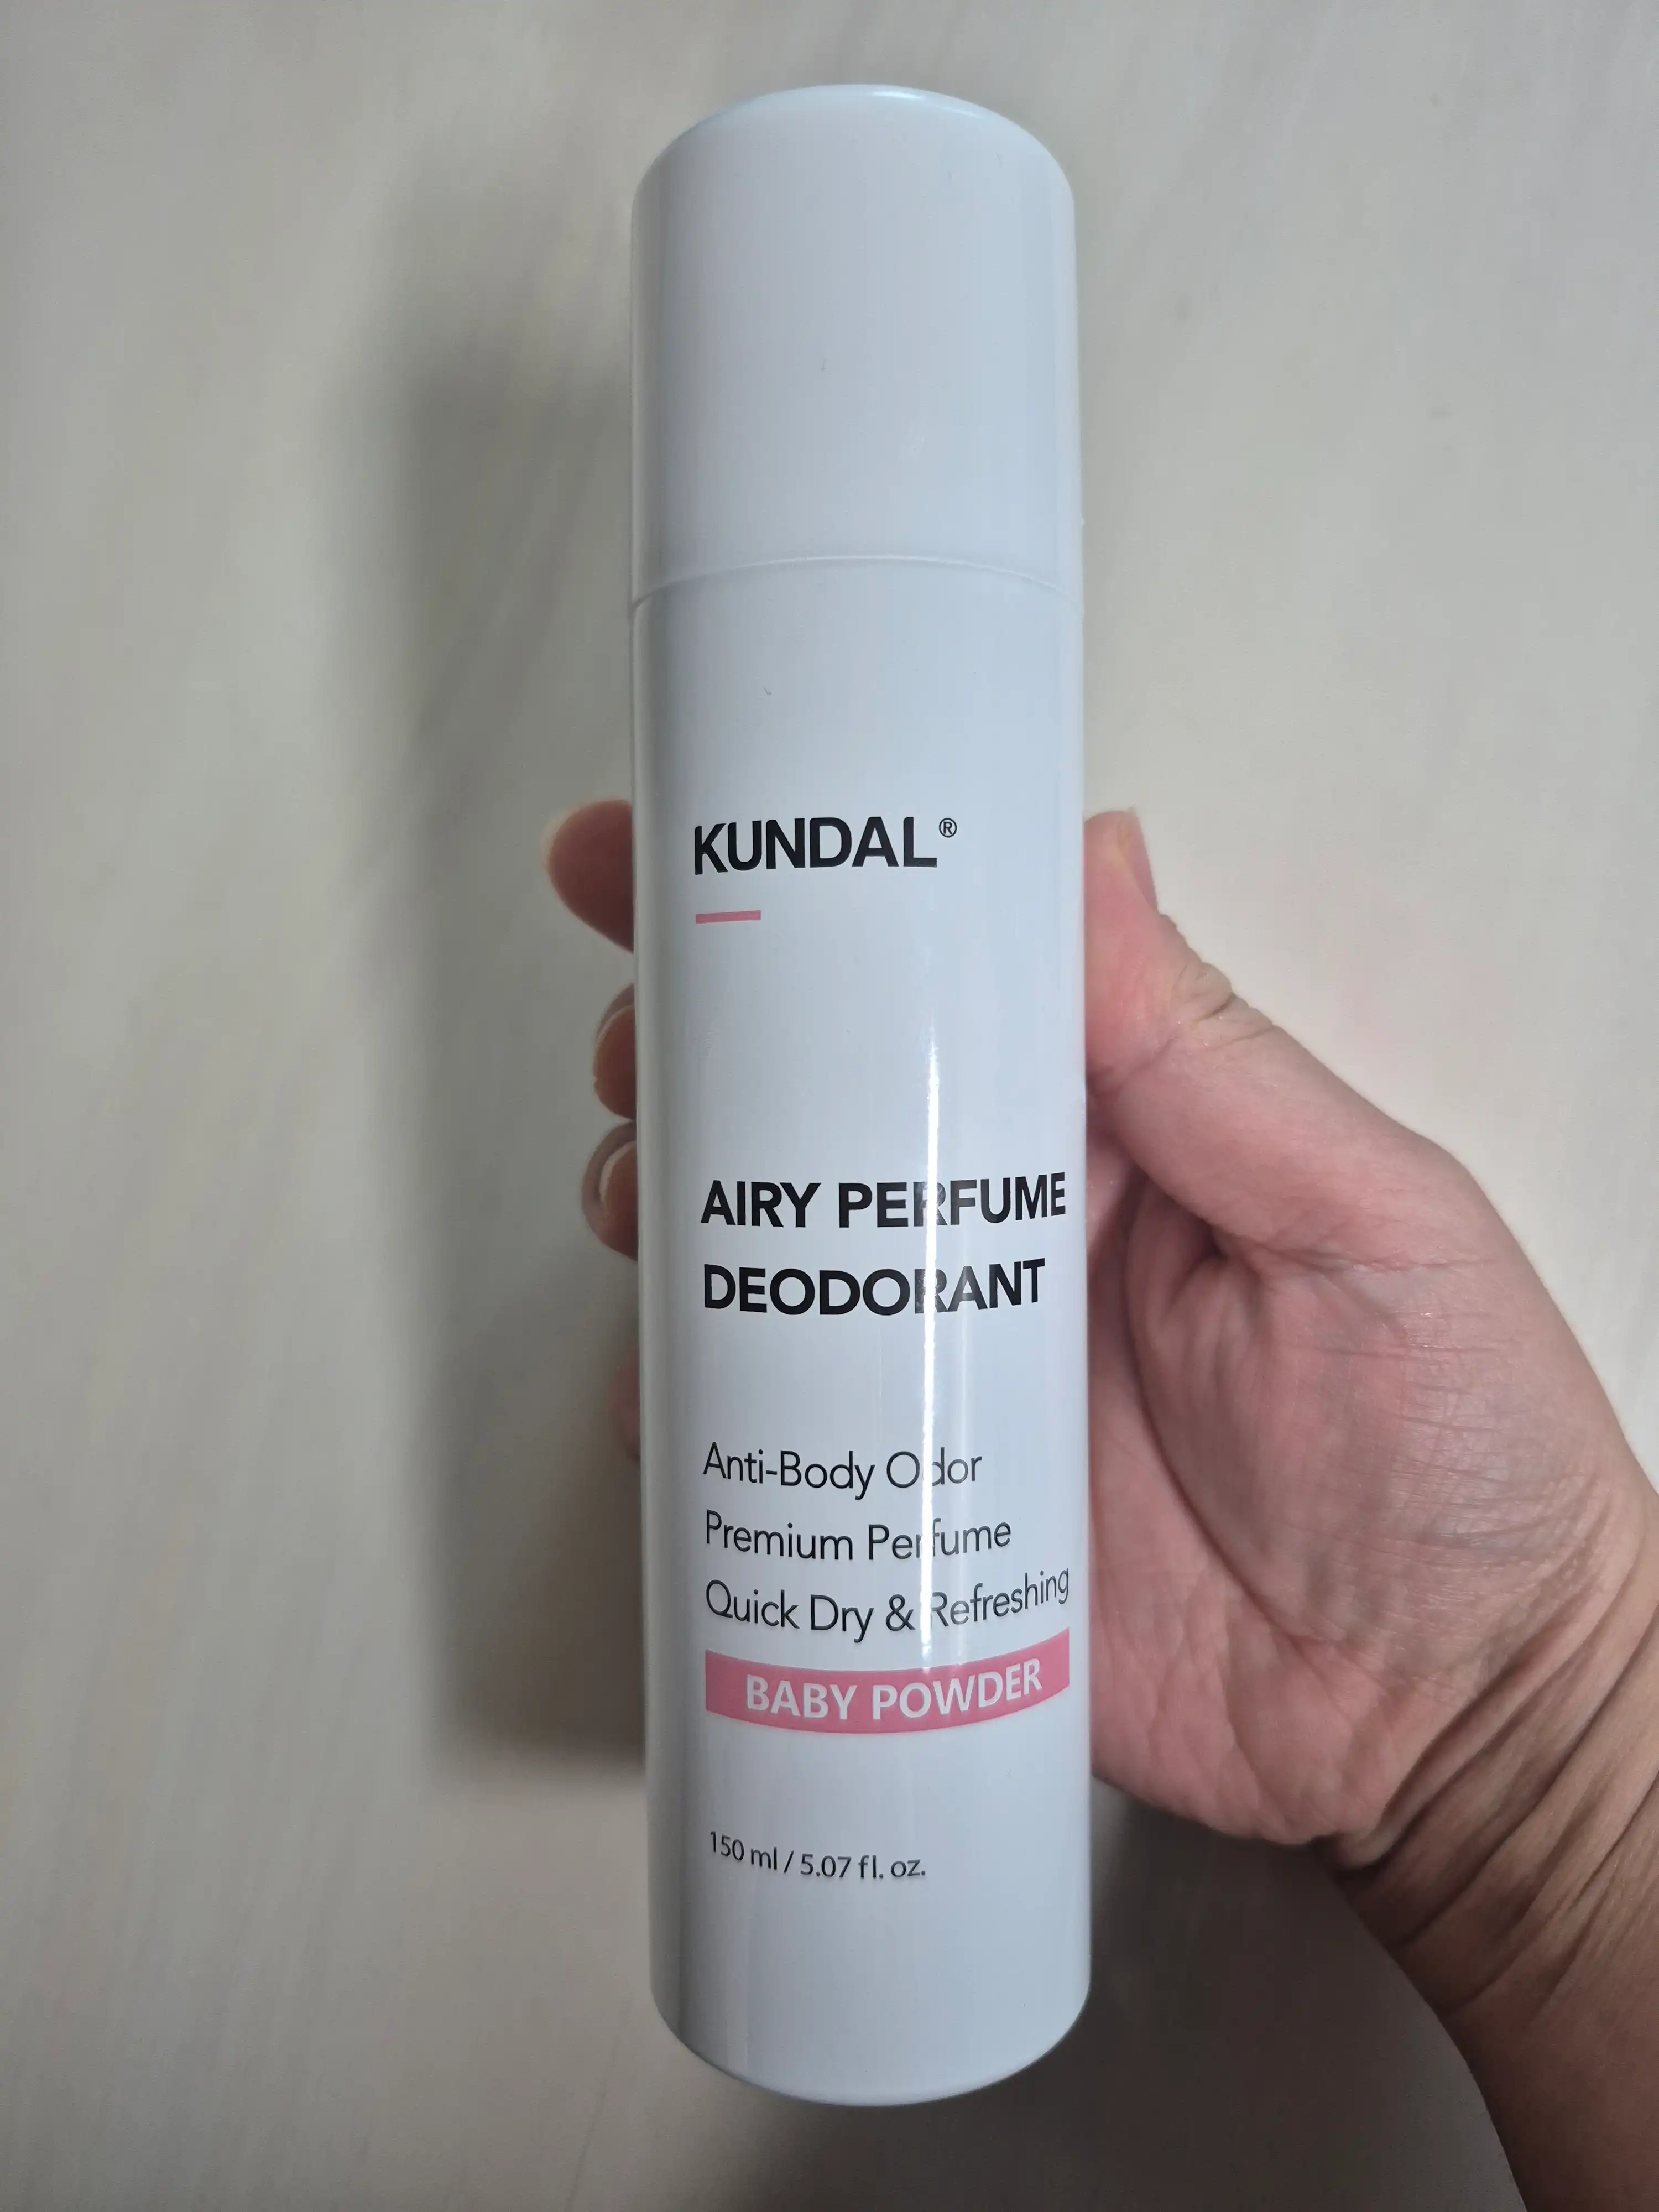 KUNDAL®
AIRY PERFUME
DEODORANT
Anti-Body Odor
Premium Perfume
Quick Dry & Refreshing
BABY POWDER
150 ml / 5.07 fl. oz.